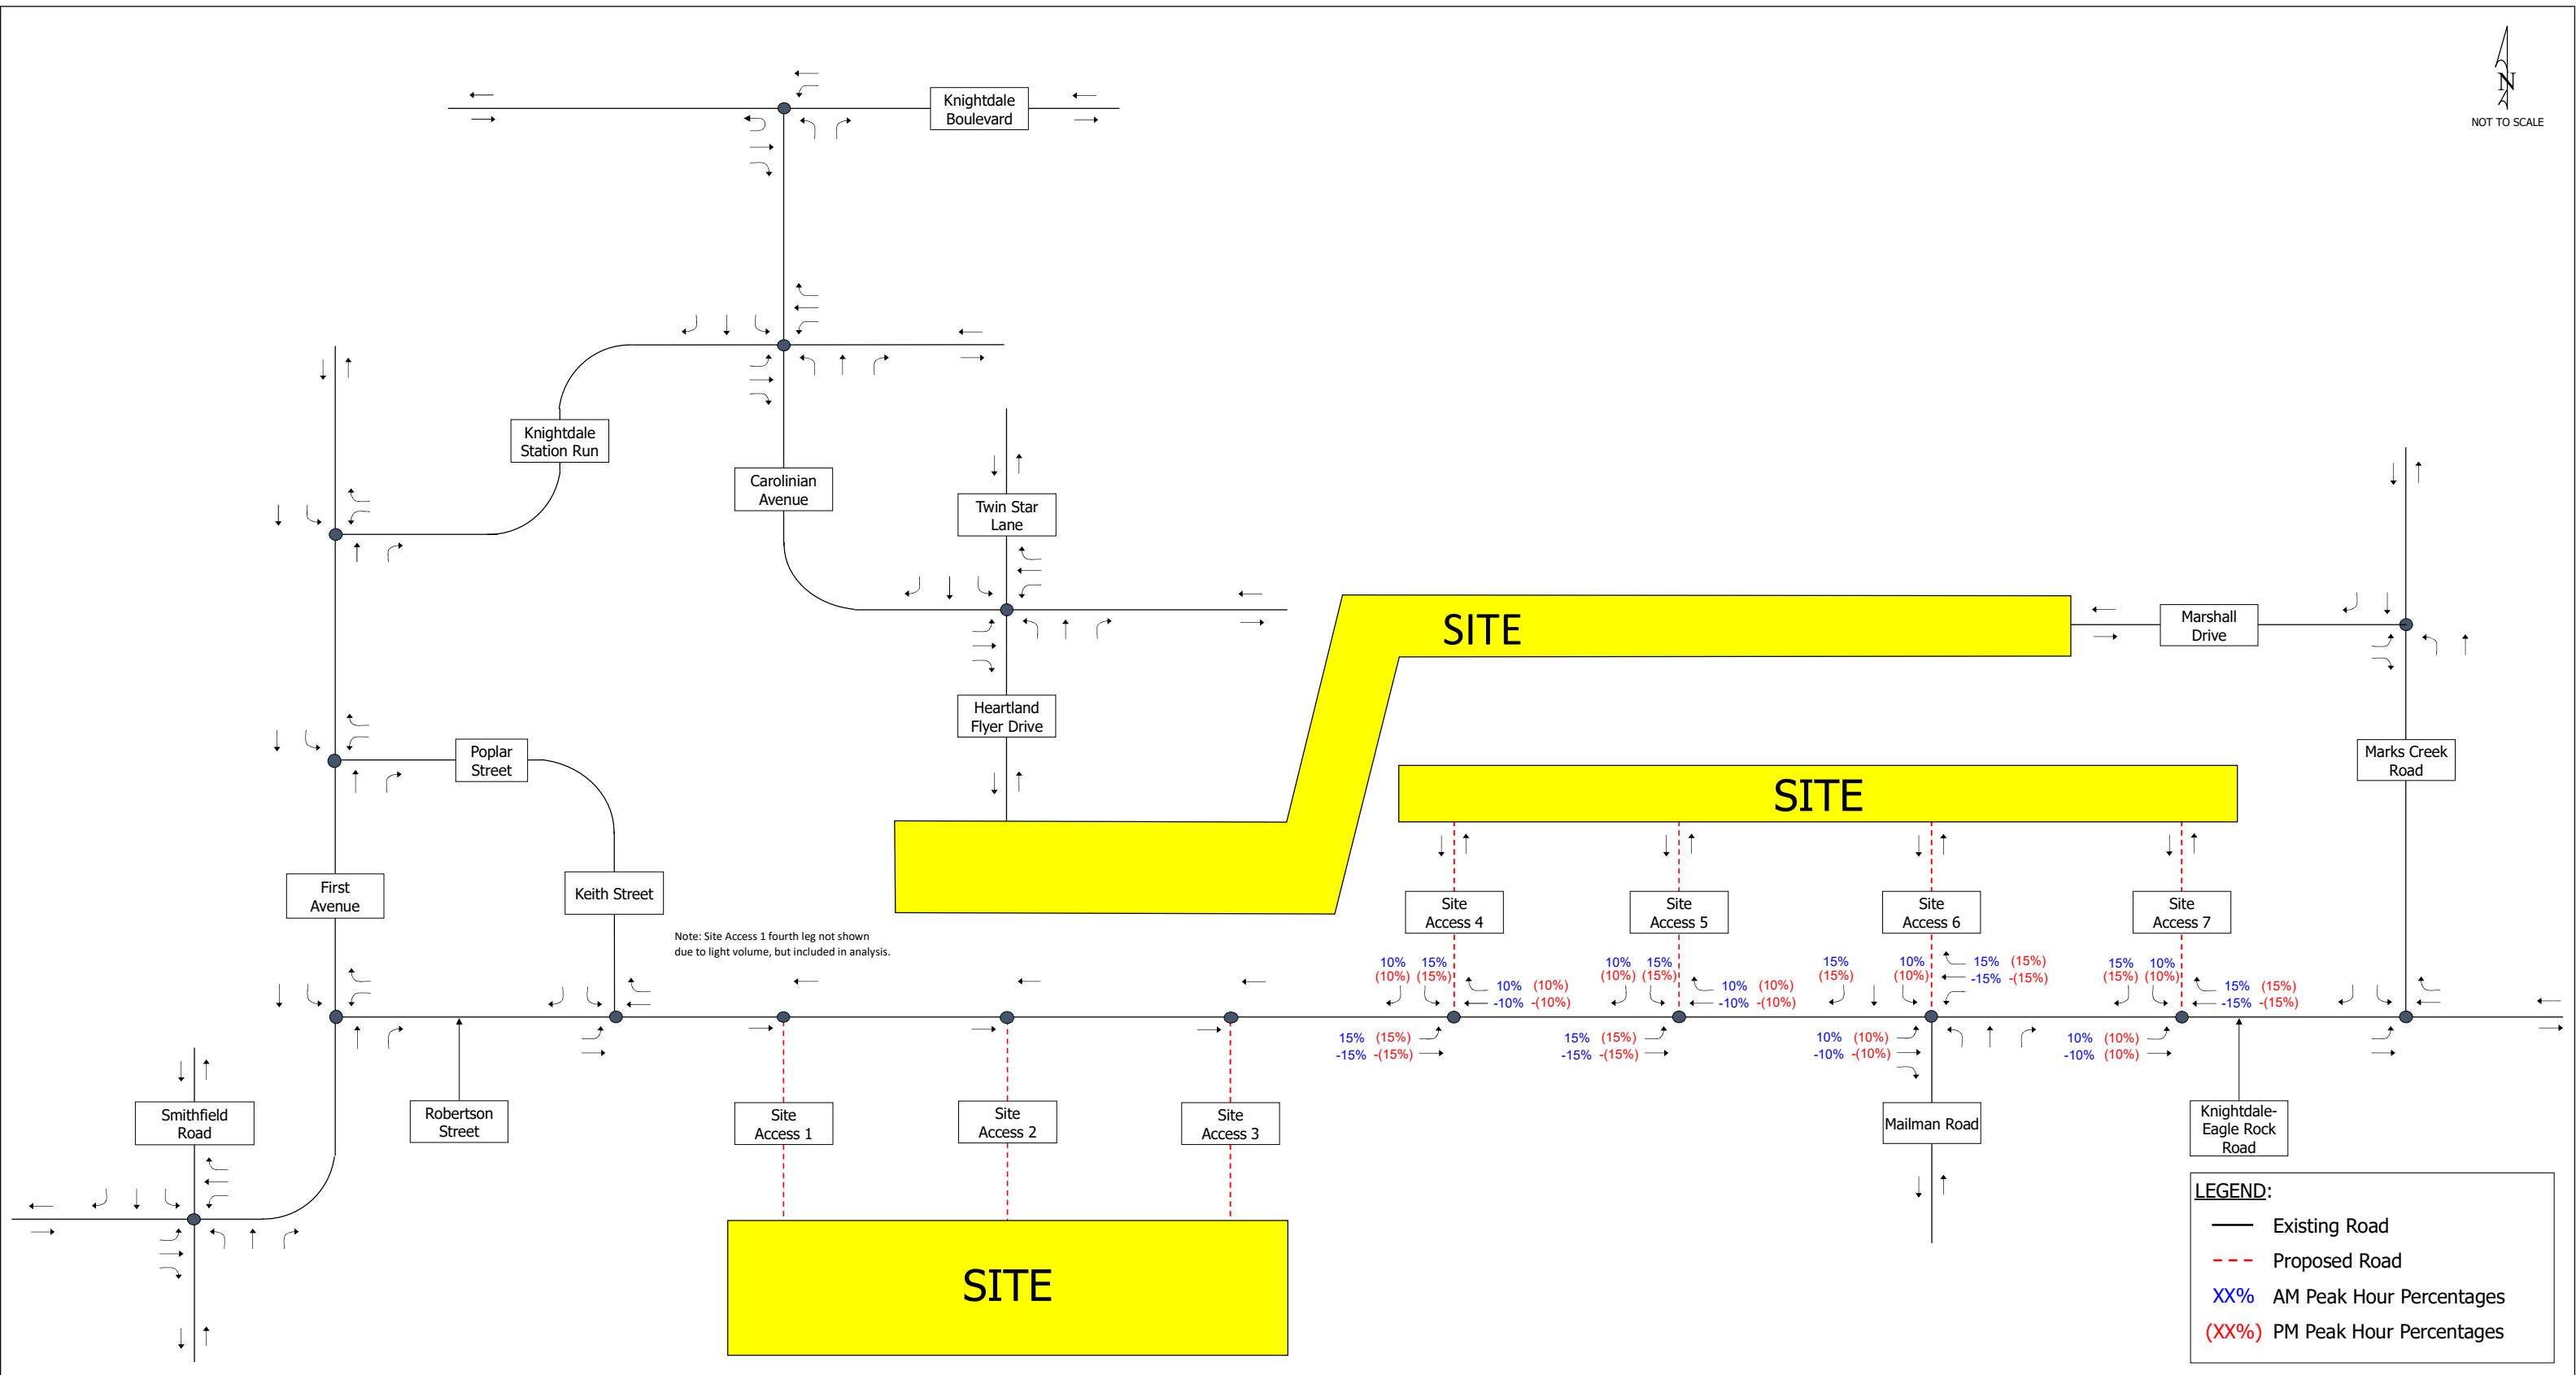 Knightdale
Boulevard
N
NOT TO SCALE
Knightdale
Station Run
Carolinian
Avenue
Twin Star
Lane
SITE
Marshall
Drive
Heartland
Flyer Drive
Poplar
Street
Marks Creek
Road
SITE
First
Avenue
Keith Street
Site
Access 4
Site
Access 5
Site
Access 6
Site
Access 7
Note: Site Access 1 fourth leg not shown
due to light volume, but included in analysis.
10% 15%
(10%) (15%)
10% (10%)
-10% -(10%)
15% (15%)
-15% -(15%)
10% 15%
(10%) (15%)
10% (10%)
-10% -(10%)
15% (15%)
-15% -(15%)
15% 10%
(15%) (10%)
15% (15%)
-15% -(15%)
10% (10%)
-10% -(10%)
15% 10%
(15%) (10%)
15% (15%)
-15% -(15%)
10% (10%)
-10% (10%)
Smithfield
Road
Robertson
Street
Site
Access 1
Site
Access 2
Site
Access 3
Mailman Road
Knightdale-
Eagle Rock
Road
SITE
LEGEND:
Existing Road
Proposed Road
XX% AM Peak Hour Percentages
(XX%) PM Peak Hour Percentages